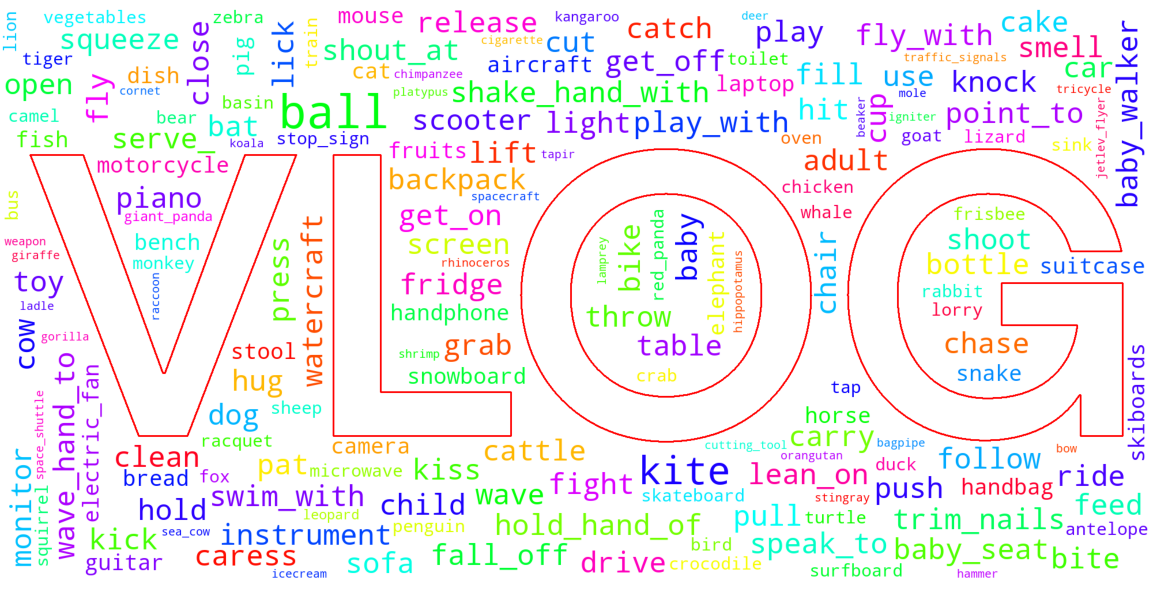 lion vegetables zebra mouse release kangaroo catch deer play fly_with cake
tiger squeeze close pig lick train shout_at cigarette cut aircraft get_off toilet traffic_signals smell baby_walker
open fly dish cornet cat chimpanzee platypus shake_hand_with laptop fill use mole knock car tricycle
camel basin ball scooter light play_with hit beaker cup igniter point_to jetlev_flyer
fish serve_ bear bat koala stop_sign oven goat lizard sink
motorcycle fruits lift tapir adult
bus piano giant_panda backpack spacecraft chicken
VLOG
weapon giraffe bench monkey press watercraft get_on screen rhinoceros lamprey bike red_panda baby elephant hippopotamus whale chair frisbee shoot bottle suitcase
toy ladle raccoon fridge handphone throw rabbit lorry
cow gorilla stool shrimp grab table chase
wave_hand_to electric_fan hug snowboard crab snake
space_shuttle dog sheep tap horse skiboards
racquet camera cattle cutting_tool carry bagpipe bow
monitor squirrel clean bread fox pat microwave kiss kite lean_on orangutan duck follow ride
hold swim_with child wave fight skateboard stingray push handbag feed
kick sea_cow instrument leopard penguin hold_hand_of pull turtle trim_nails antelope
guitar caress icecream sofa fall_off drive bird crocodile speak_to surfboard baby_seat hammer bite